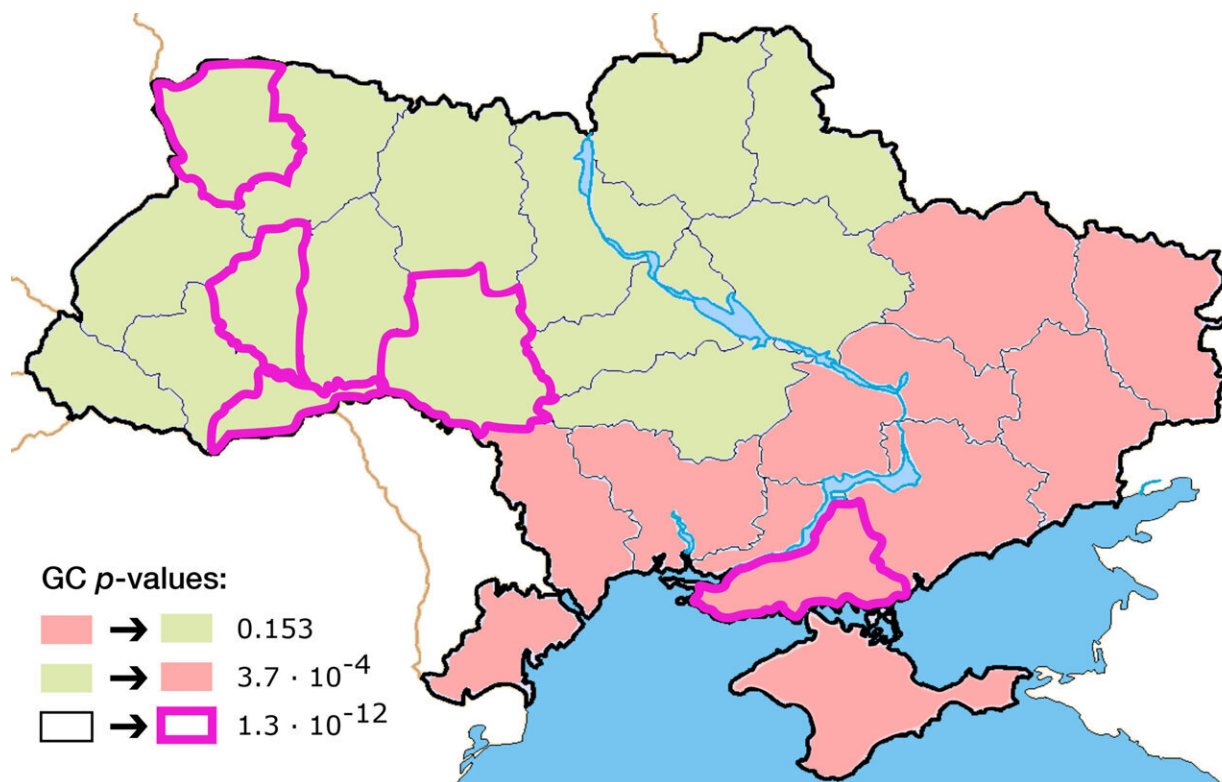 GC p-values:
➔ 0.153
➔ 3.7 · 10⁻⁴
➔ 1.3 · 10⁻¹²